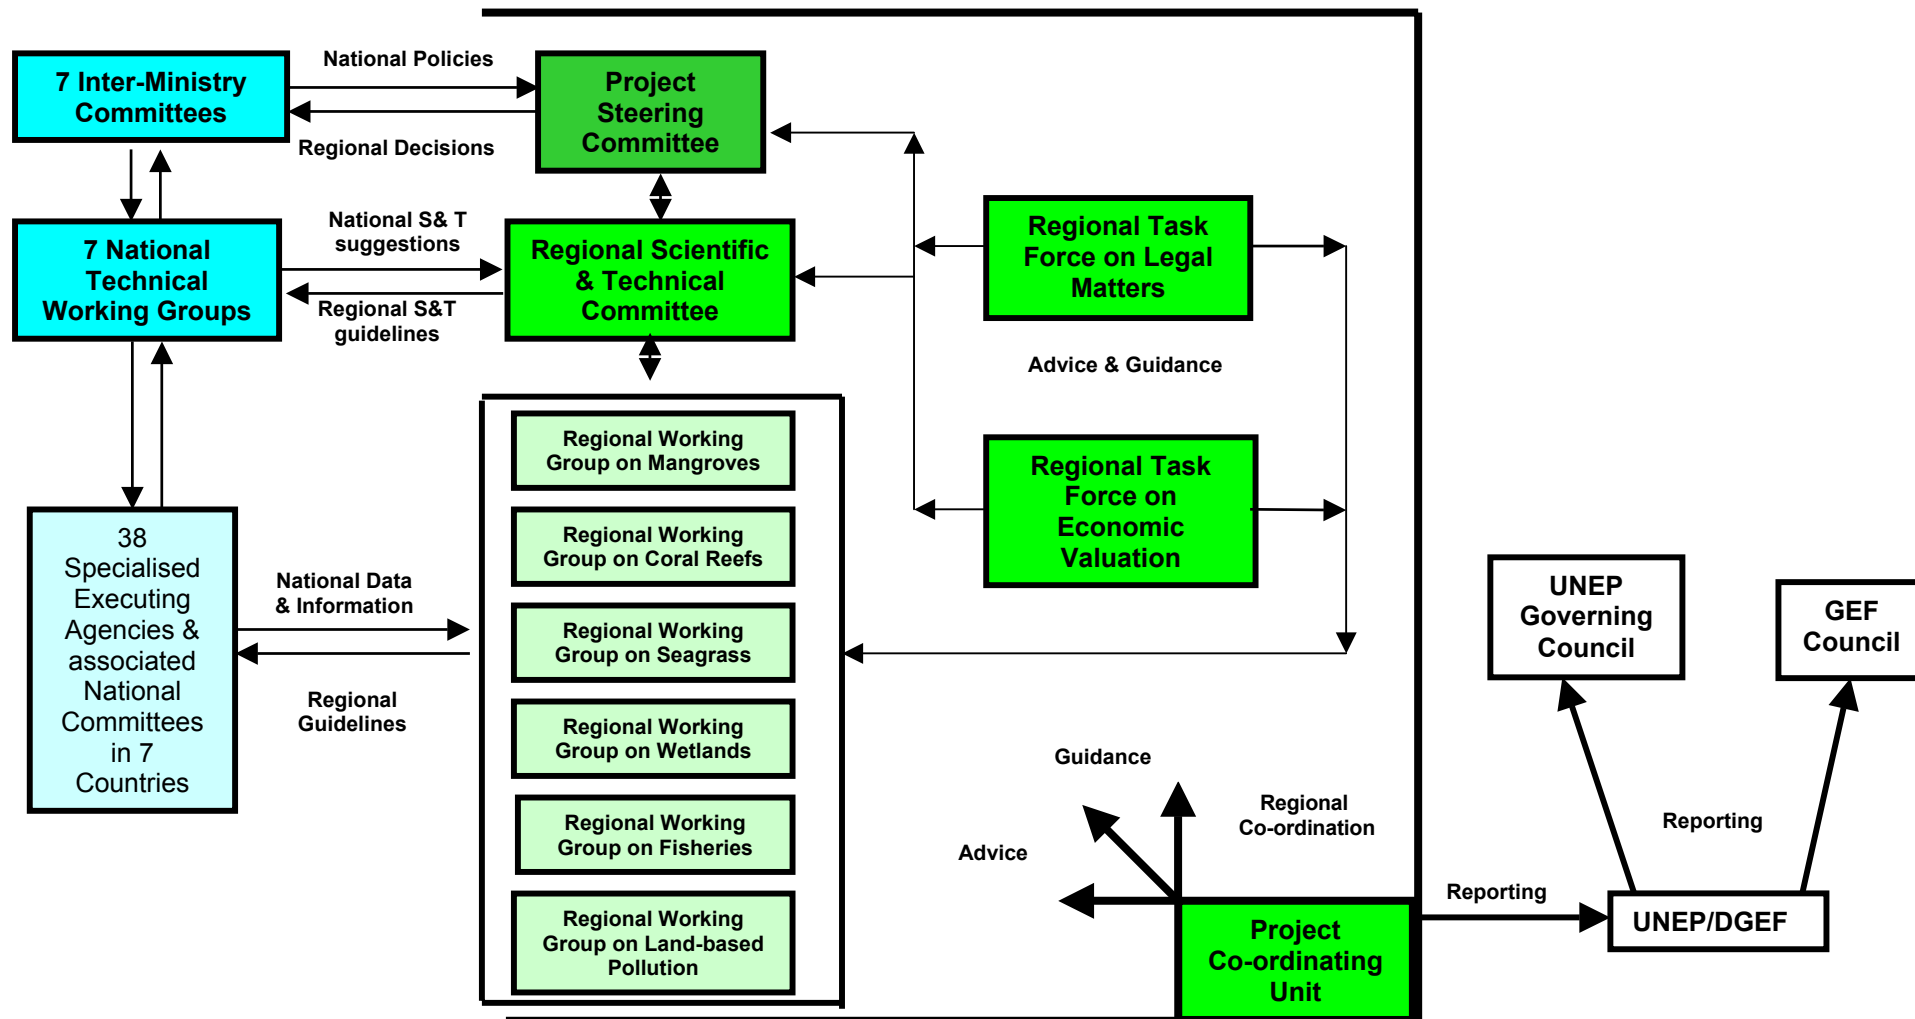 7 Inter-Ministry
Committees
National Policies
Regional Decisions
Project
Steering
Committee
7 National
Technical
Working Groups
National S& T
suggestions
Regional S&T
guidelines
Regional Scientific
& Technical
Committee
Regional Task
Force on Legal
Matters
Advice & Guidance
Regional Task
Force on
Economic
Valuation
38
Specialised
Executing
Agencies &
associated
National
Committees
in 7
Countries
National Data
& Information
Regional
Guidelines
Regional Working
Group on Mangroves
Regional Working
Group on Coral Reefs
Regional Working
Group on Seagrass
Regional Working
Group on Wetlands
Regional Working
Group on Fisheries
Regional Working
Group on Land-based
Pollution
Guidance
Advice
Regional
Co-ordination
Project
Co-ordinating
Unit
Reporting
UNEP/DGEF
Reporting
UNEP
Governing
Council
GEF
Council